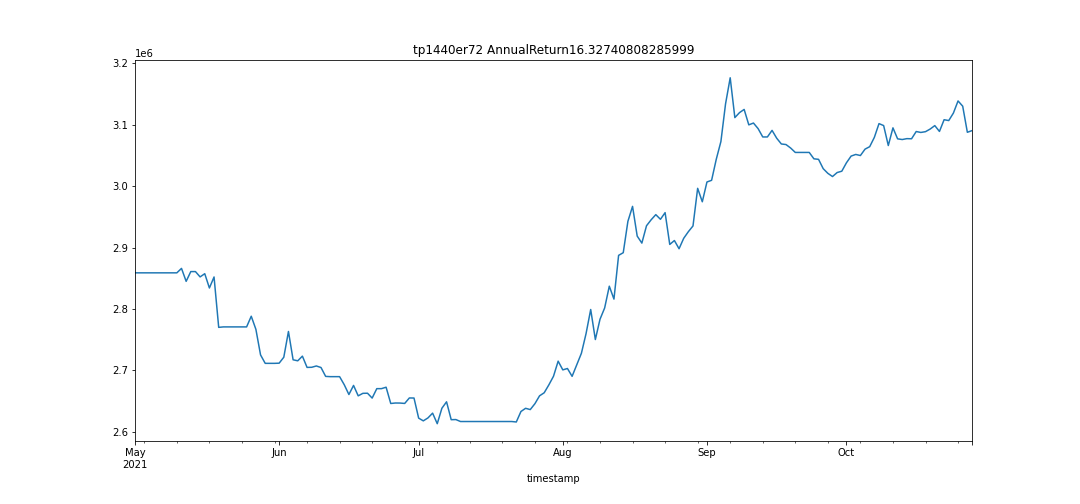 tp1440er72 AnnualReturn16.32740808285999
1e6
3.2
3.1
3.0
2.9
2.8
2.7
2.6
May Jun Jul Aug Sep Oct
2021
timestamp